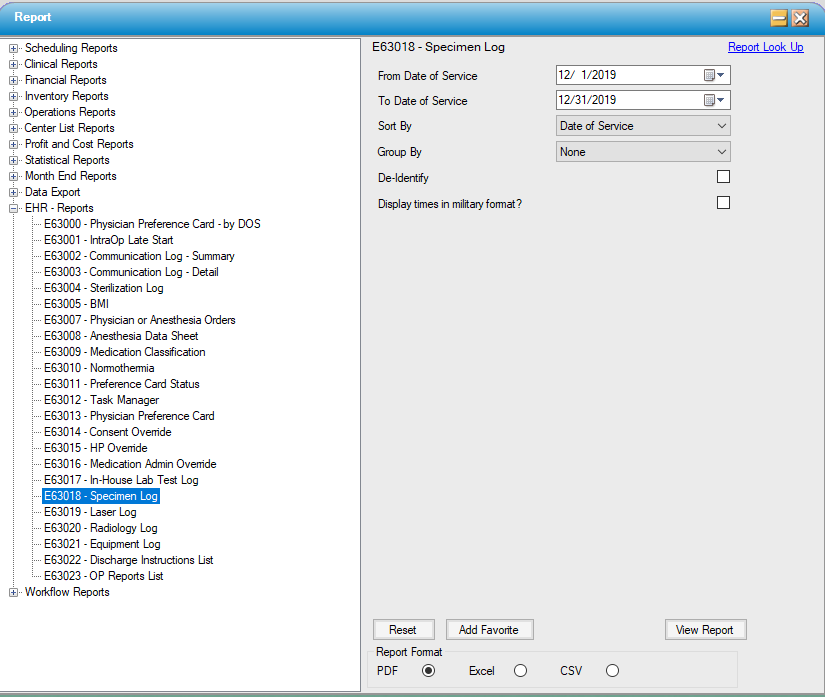 Report
Scheduling Reports
Clinical Reports
Financial Reports
Inventory Reports
Operations Reports
Center List Reports
Profit and Cost Reports
Statistical Reports
Month End Reports
Data Export
EHR - Reports
E63000 - Physician Preference Card - by DOS
E63001 - IntraOp Late Start
E63002 - Communication Log - Summary
E63003 - Communication Log - Detail
E63004 - Sterilization Log
E63005 - BMI
E63007 - Physician or Anesthesia Orders
E63008 - Anesthesia Data Sheet
E63009 - Medication Classification
E63010 - Normothermia
E63011 - Preference Card Status
E63012 - Task Manager
E63013 - Physician Preference Card
E63014 - Consent Override
E63015 - HP Override
E63016 - Medication Admin Override
E63017 - In-House Lab Test Log
E63018 - Specimen Log
E63019 - Laser Log
E63020 - Radiology Log
E63021 - Equipment Log
E63022 - Discharge Instructions List
E63023 - OP Reports List
Workflow Reports
E63018 - Specimen Log Report Look Up
From Date of Service 12/ 1/2019
To Date of Service 12/31/2019
Sort By Date of Service
Group By None
De-Identify
Display times in military format?
Reset Add Favorite View Report
Report Format
PDF Excel CSV